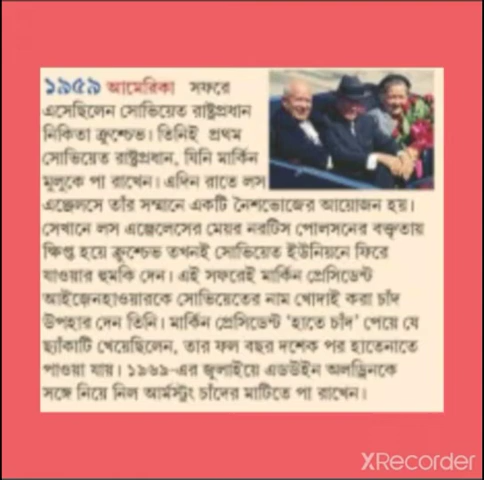 ১৯৫৯ আমেরিকা সফরে
এসেছিলেন সোভিয়েত রাষ্ট্রপ্রধান
নিকিতা ক্রুশ্চেভ। তিনিই প্রথম
সোভিয়েত রাষ্ট্রপ্রধান, যিনি মার্কিন
মুলুকে পা রাখেন। এদিন রাতে লস
এঞ্জেলসে তাঁর সম্মানে একটি নৈশভোজের আয়োজন হয়।
সেখানে লস এঞ্জেলেসের মেয়র নরটিস পোলসনের বক্তৃতায়
ক্ষিপ্ত হয়ে ক্রুশ্চেভ তখনই সোভিয়েত ইউনিয়নে ফিরে
যাওয়ার হুমকি দেন। এই সফরেই মার্কিন প্রেসিডেন্ট
আইজেনহাওয়ারকে সোভিয়েতের নাম খোদাই করা চাঁদ
উপহার দেন তিনি। মার্কিন প্রেসিডেন্ট ‘হাতে চাঁদ’ পেয়ে যে
ছ্যাঁকাটি খেয়েছিলেন, তার ফল বছর দশেক পর হাতেনাতে
পাওয়া যায়। ১৯৬৯-এর জুলাইয়ে এডউইন অলড্রিনকে
সঙ্গে নিয়ে নিল আর্মস্ট্রং চাঁদের মাটিতে পা রাখেন।
XRecorder